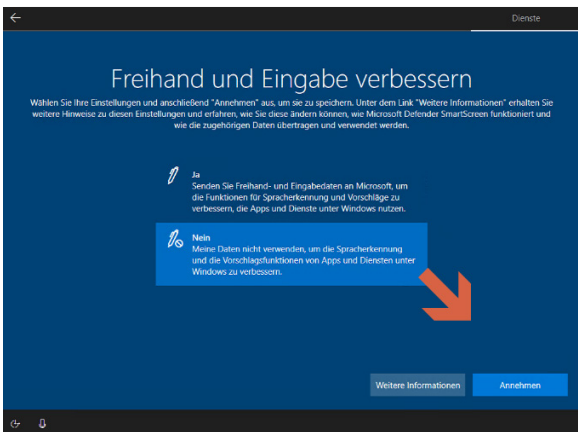 Dienste
Freihand und Eingabe verbessern
Wählen Sie Ihre Einstellungen und anschließend "Annehmen" aus, um sie zu speichern. Unter dem Link "Weitere Informationen" erhalten Sie
weitere Hinweise zu diesen Einstellungen und erfahren, wie Sie diese ändern können, wie Microsoft Defender SmartScreen funktioniert und
wie die zugehörigen Daten übertragen und verwendet werden.
Ja
Senden Sie Freihand- und Eingabedaten an Microsoft, um
die Funktionen für Spracherkennung und Vorschläge zu
verbessern, die Apps und Dienste unter Windows nutzen.
Nein
Meine Daten nicht verwenden, um die Spracherkennung
und die Vorschlagsfunktionen von Apps und Diensten unter
Windows zu verbessern.
Weitere Informationen
Annehmen